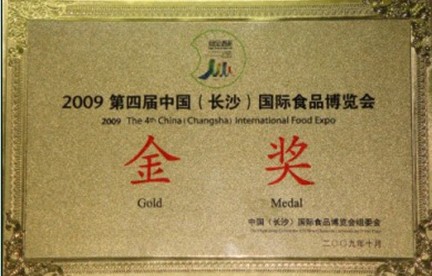 2009 第四届中国（长沙）国际食品博览会
2009 The 4th China (Changsha) International Food Expo
金 奖
Gold Medal
中国（长沙）国际食品博览会组委会
二〇〇九年十月